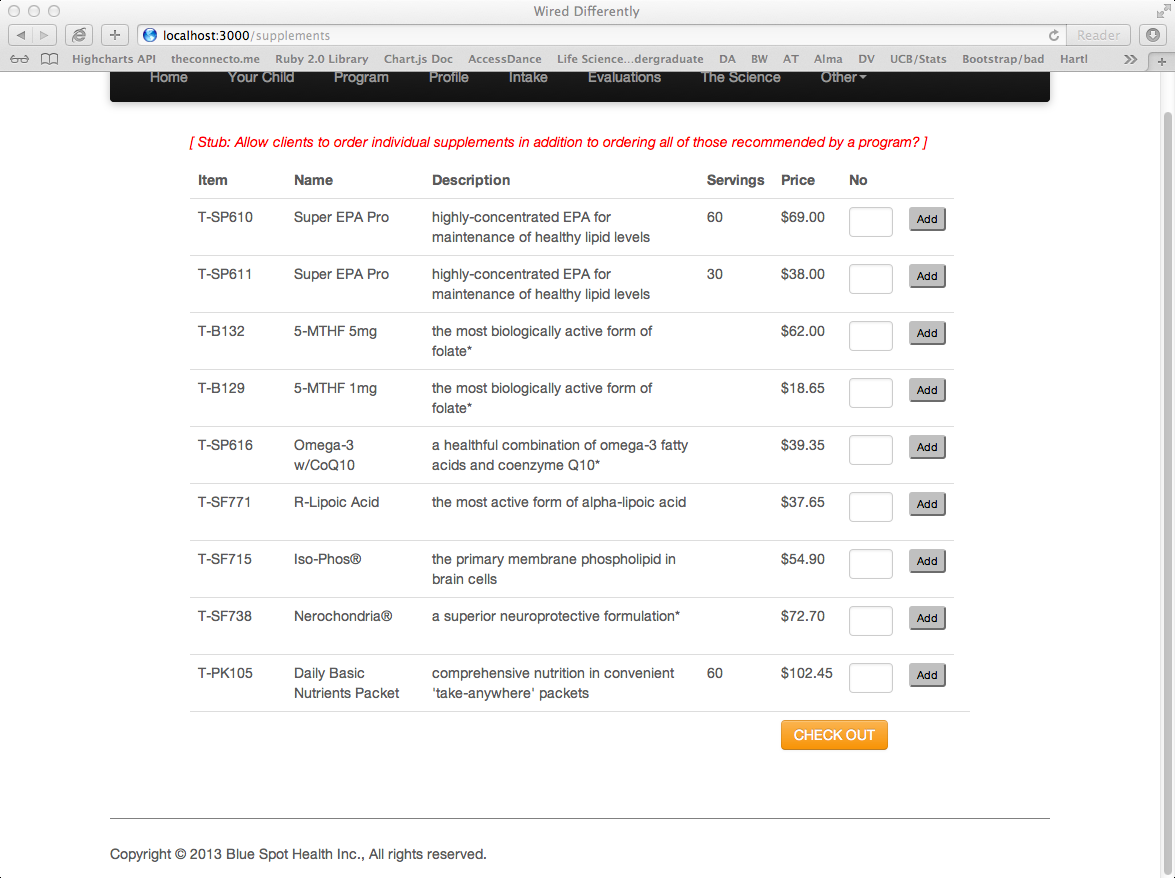 Wired Differently
localhost:3000/supplements
Reader
Highcharts API theconnecto.me Ruby 2.0 Library Chart.js Doc AccessDance Life Science...dergraduate DA BW AT Alma DV UCB/Stats Bootstrap/bad Hartl
Home Your Child Program Profile Intake Evaluations The Science Other
[ Stub: Allow clients to order individual supplements in addition to ordering all of those recommended by a program? ]
Item Name Description Servings Price No
T-SP610 Super EPA Pro highly-concentrated EPA for 60 $69.00 Add
maintenance of healthy lipid levels
T-SP611 Super EPA Pro highly-concentrated EPA for 30 $38.00 Add
maintenance of healthy lipid levels
T-B132 5-MTHF 5mg the most biologically active form of $62.00 Add
folate*
T-B129 5-MTHF 1mg the most biologically active form of $18.65 Add
folate*
T-SP616 Omega-3 a healthful combination of omega-3 fatty $39.35 Add
w/CoQ10 acids and coenzyme Q10*
T-SF771 R-Lipoic Acid the most active form of alpha-lipoic acid $37.65 Add
T-SF715 Iso-Phos® the primary membrane phospholipid in $54.90 Add
brain cells
T-SF738 Nerochondria® a superior neuroprotective formulation* $72.70 Add
T-PK105 Daily Basic comprehensive nutrition in convenient 60 $102.45 Add
Nutrients Packet 'take-anywhere' packets
CHECK OUT
Copyright © 2013 Blue Spot Health Inc., All rights reserved.